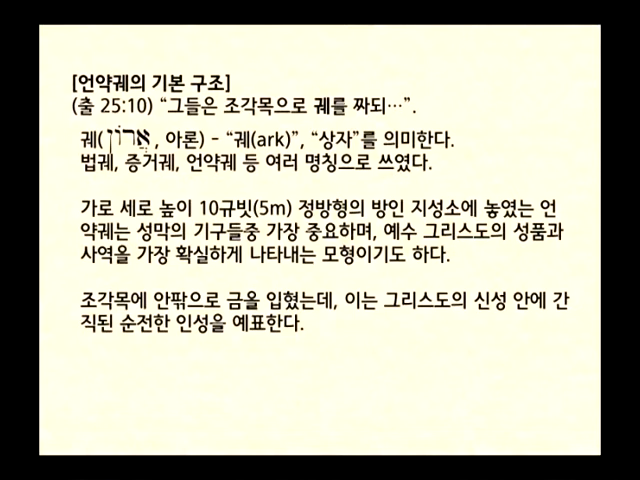 [언약궤의 기본 구조]
(출 25:10) “그들은 조각목으로 궤를 짜되…”.
궤(אֲרוֹן, 아론) - “궤(ark)”, “상자”를 의미한다.
법궤, 증거궤, 언약궤 등 여러 명칭으로 쓰였다.
가로 세로 높이 10규빗(5m) 정방형의 방인 지성소에 놓였는 언
약궤는 성막의 기구들중 가장 중요하며, 예수 그리스도의 성품과
사역을 가장 확실하게 나타내는 모형이기도 하다.
조각목에 안팎으로 금을 입혔는데, 이는 그리스도의 신성 안에 간
직된 순전한 인성을 예표한다.